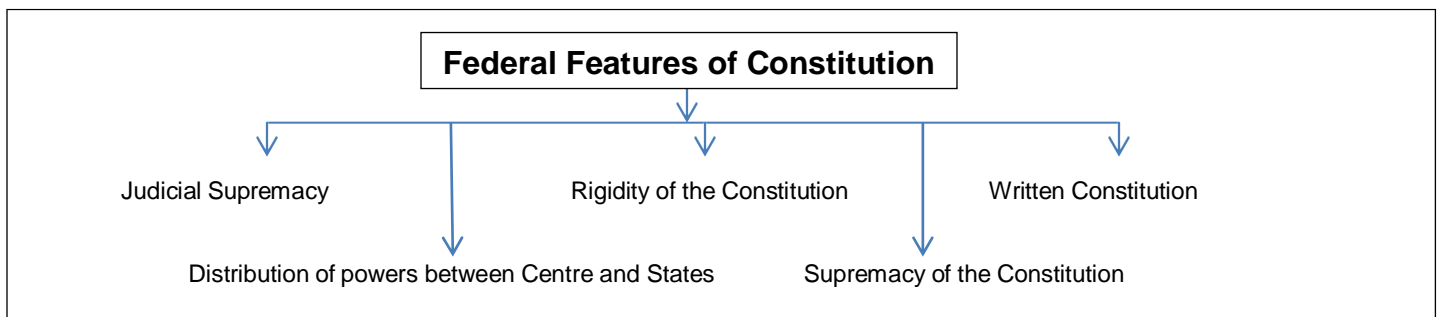 Federal Features of Constitution
Judicial Supremacy
Rigidity of the Constitution
Written Constitution
Distribution of powers between Centre and States
Supremacy of the Constitution